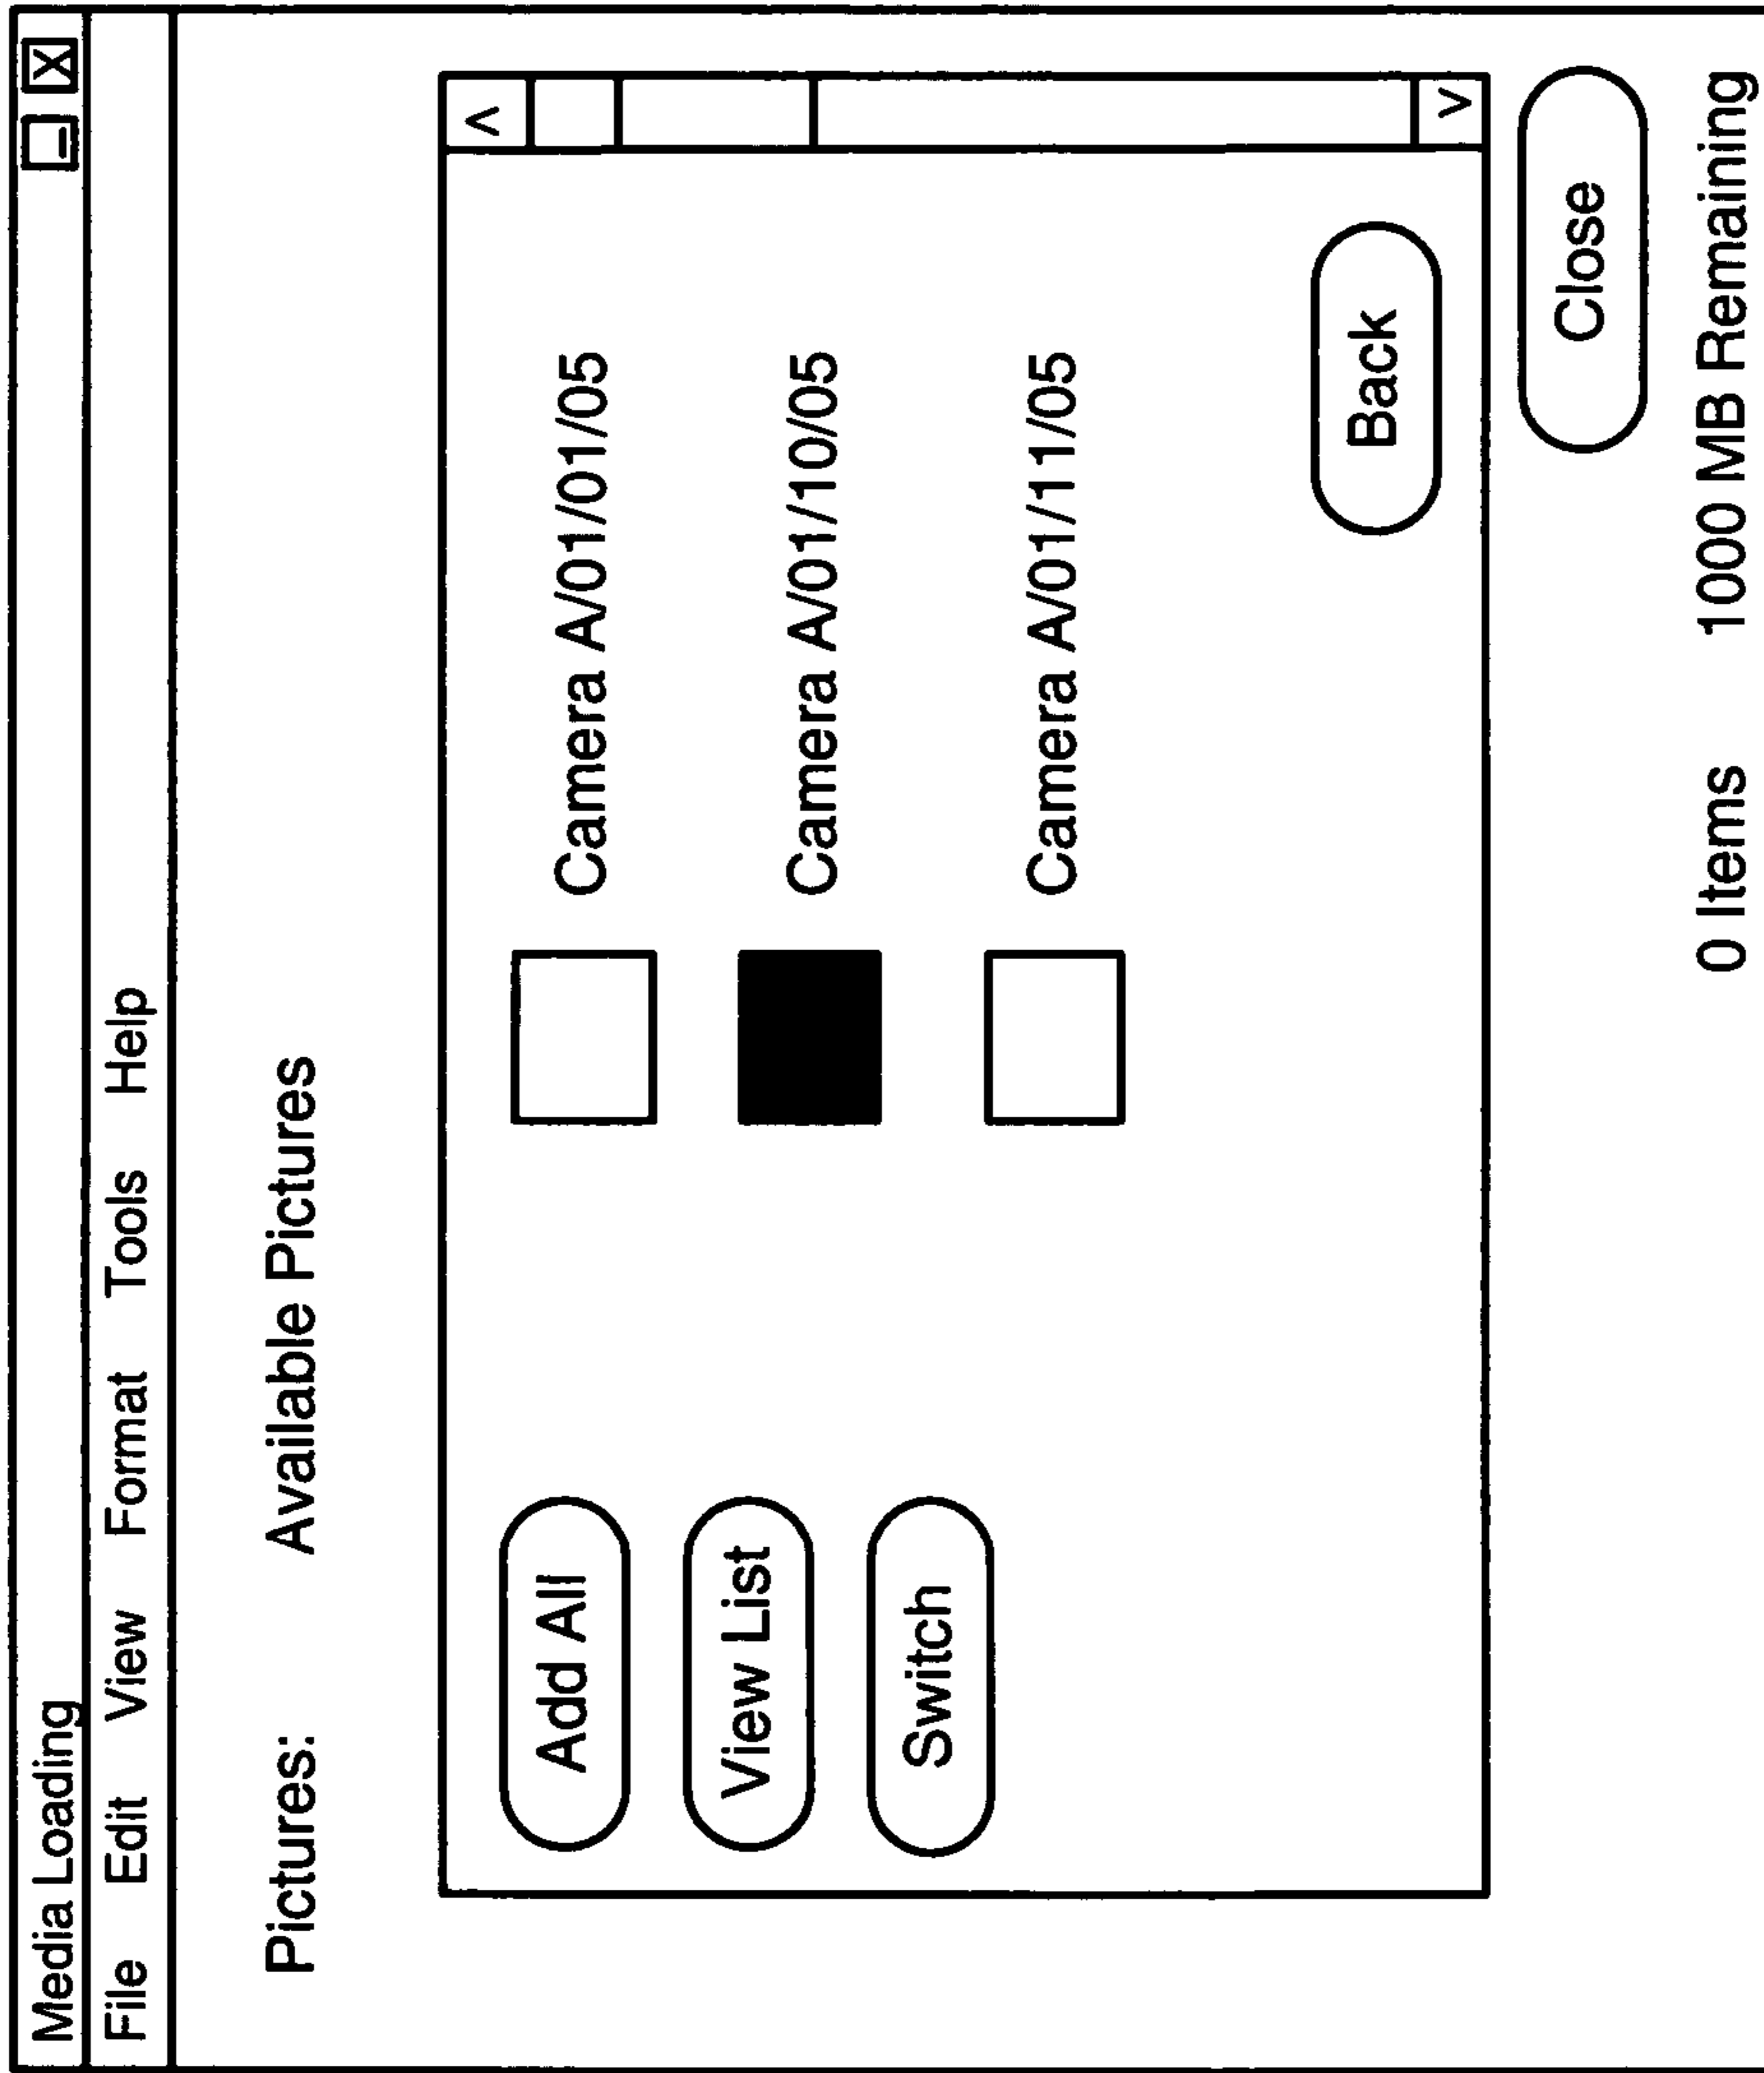 Media Loading
File Edit View Format Tools Help
Pictures: Available Pictures
Add All
View List
Switch
Camera A/01/01/05
Camera A/01/10/05
Camera A/01/11/05
Back
Close
0 Items 1000 MB Remaining